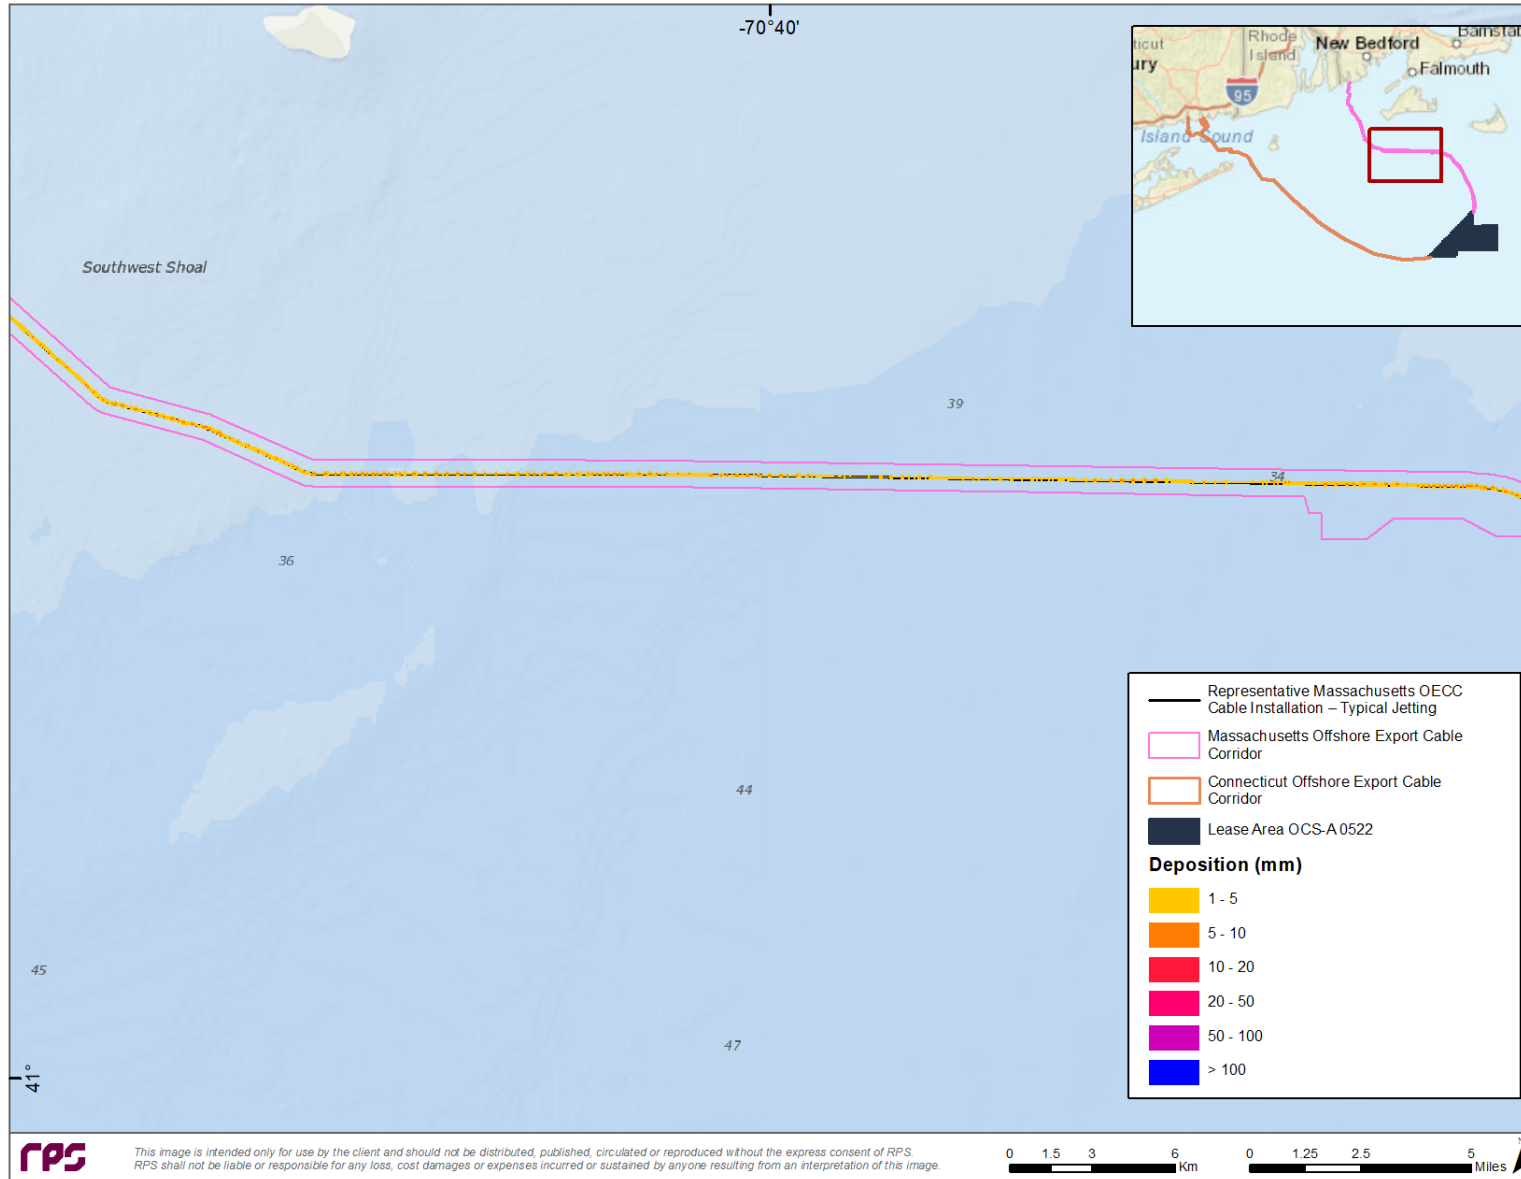 -70°40'
Southwest Shoal
39
34
36
44
45
47
41°
ticut
ury
Rhode
Island
New Bedford
Barnstab
Falmouth
95
Island Sound
Representative Massachusetts OECC
Cable Installation – Typical Jetting
Massachusetts Offshore Export Cable
Corridor
Connecticut Offshore Export Cable
Corridor
Lease Area OCS-A 0522
Deposition (mm)
1 - 5
5 - 10
10 - 20
20 - 50
50 - 100
> 100
rps
This image is intended only for use by the client and should not be distributed, published, circulated or reproduced without the express consent of RPS.
RPS shall not be liable or responsible for any loss, cost damages or expenses incurred or sustained by anyone resulting from an interpretation of this image.
0 1.5 3 6
Km
0 1.25 2.5 5
Miles